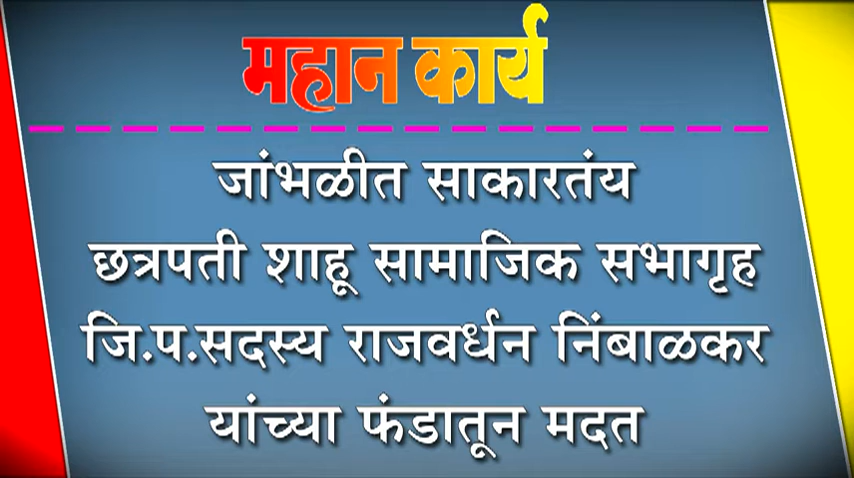 महान कार्य
जांभळीत साकारतंय
छत्रपती शाहू सामाजिक सभागृह
जि.प.सदस्य राजवर्धन निंबाळकर
यांच्या फंडातून मदत